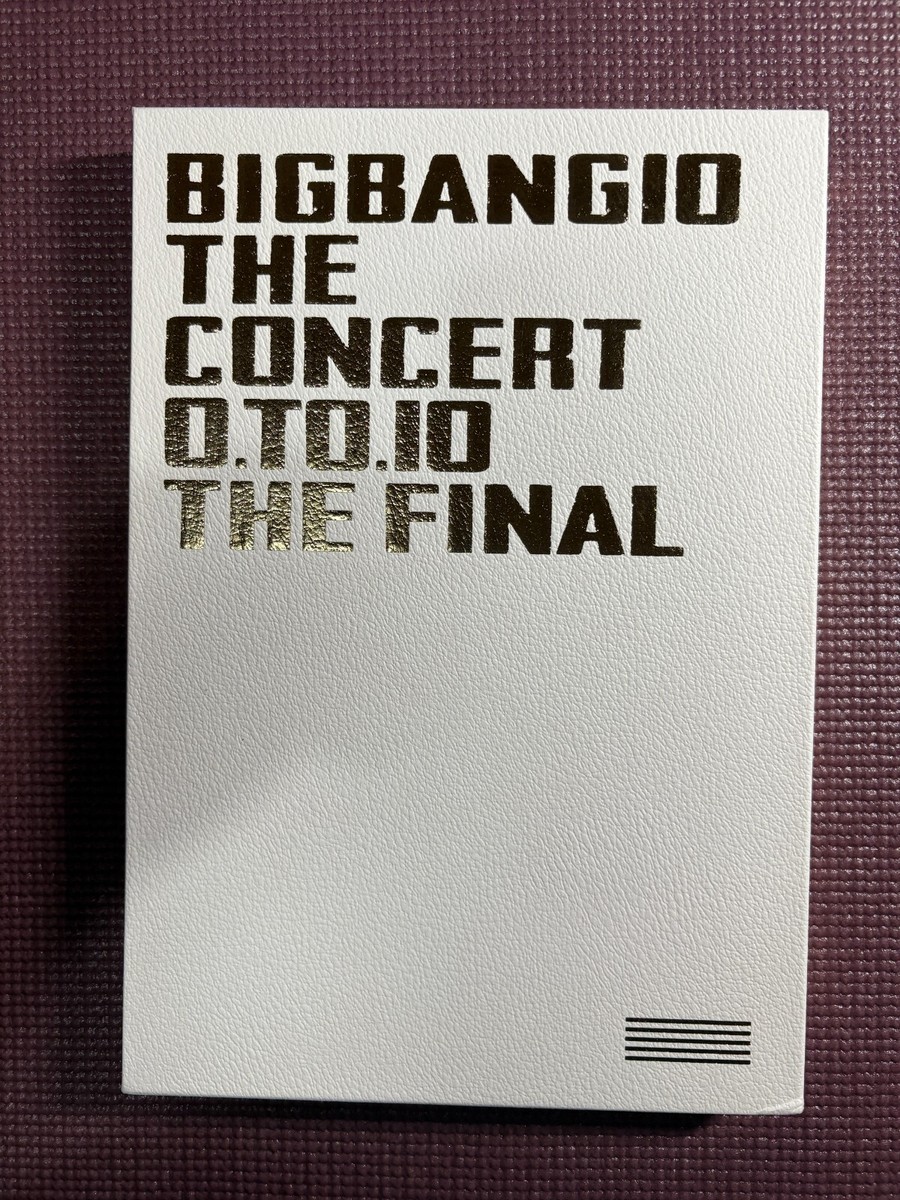 BIGBANG10
THE
CONCERT
0.TO.10
THE FINAL